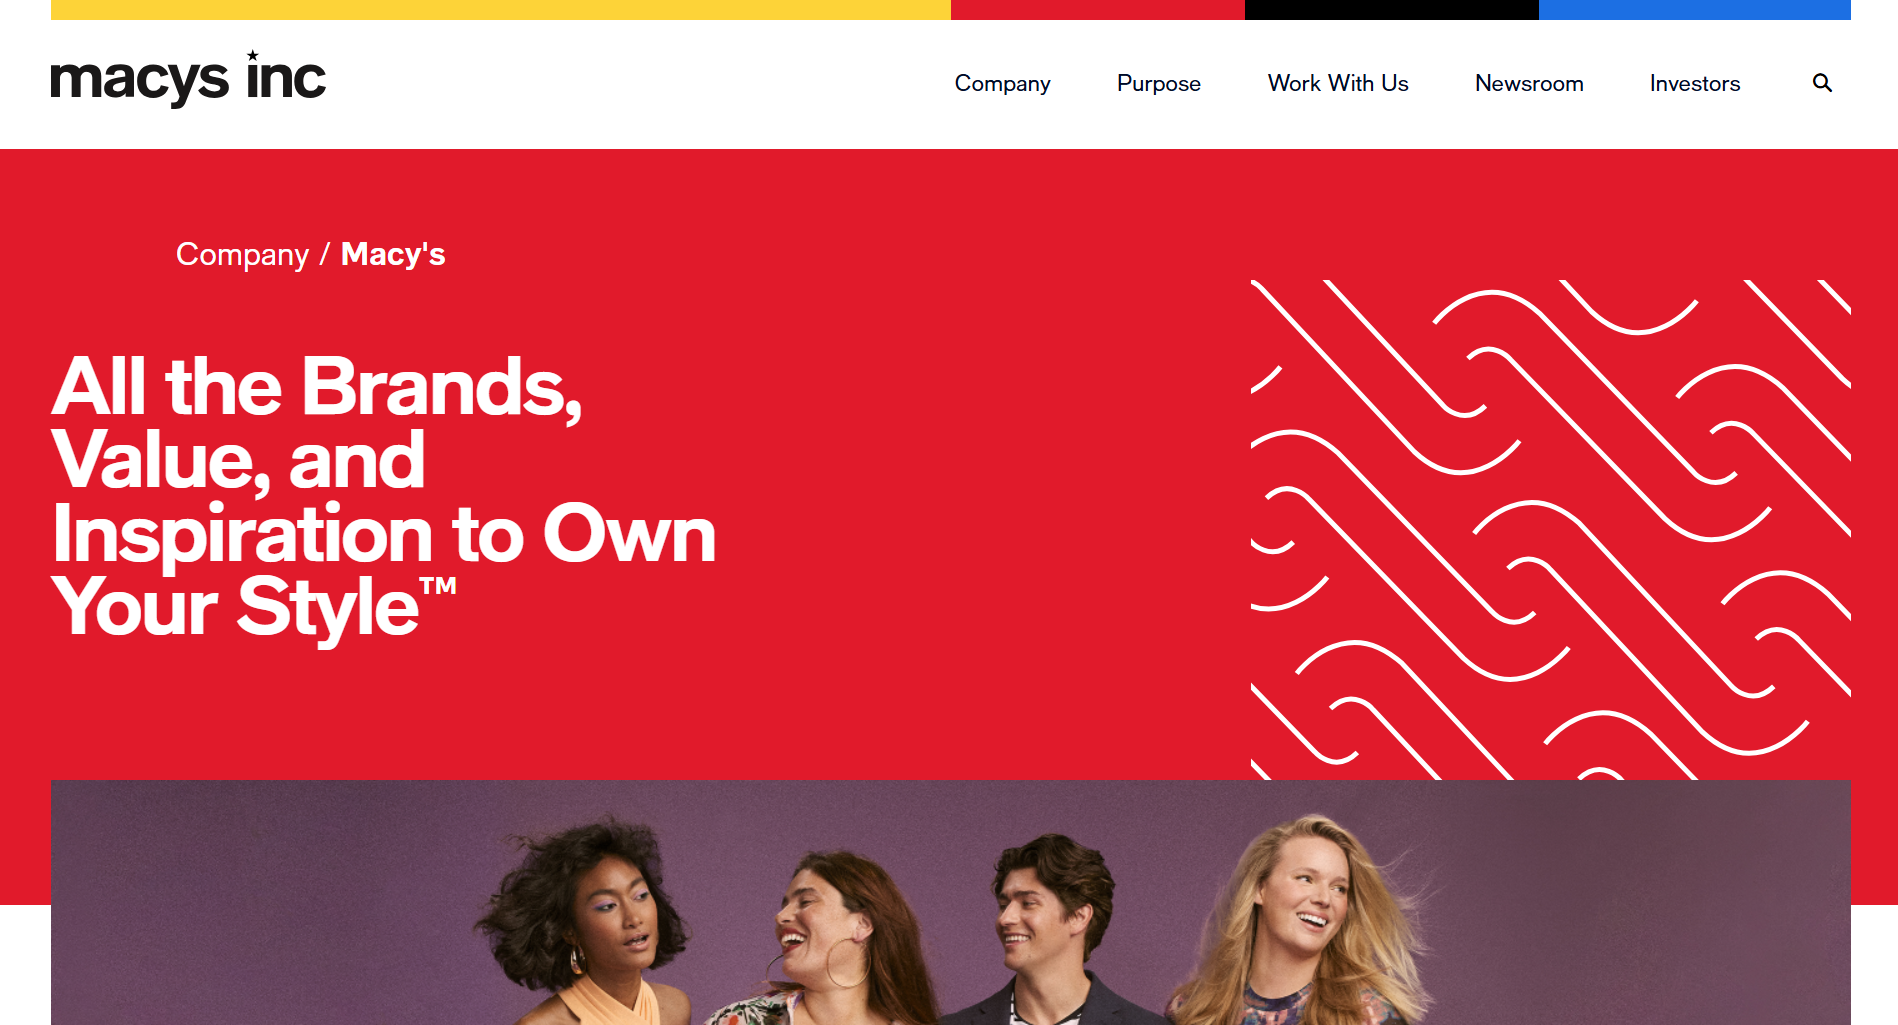 macys inc
Company Purpose Work With Us Newsroom Investors
Company / Macy's
All the Brands,
Value, and
Inspiration to Own
Your Style™